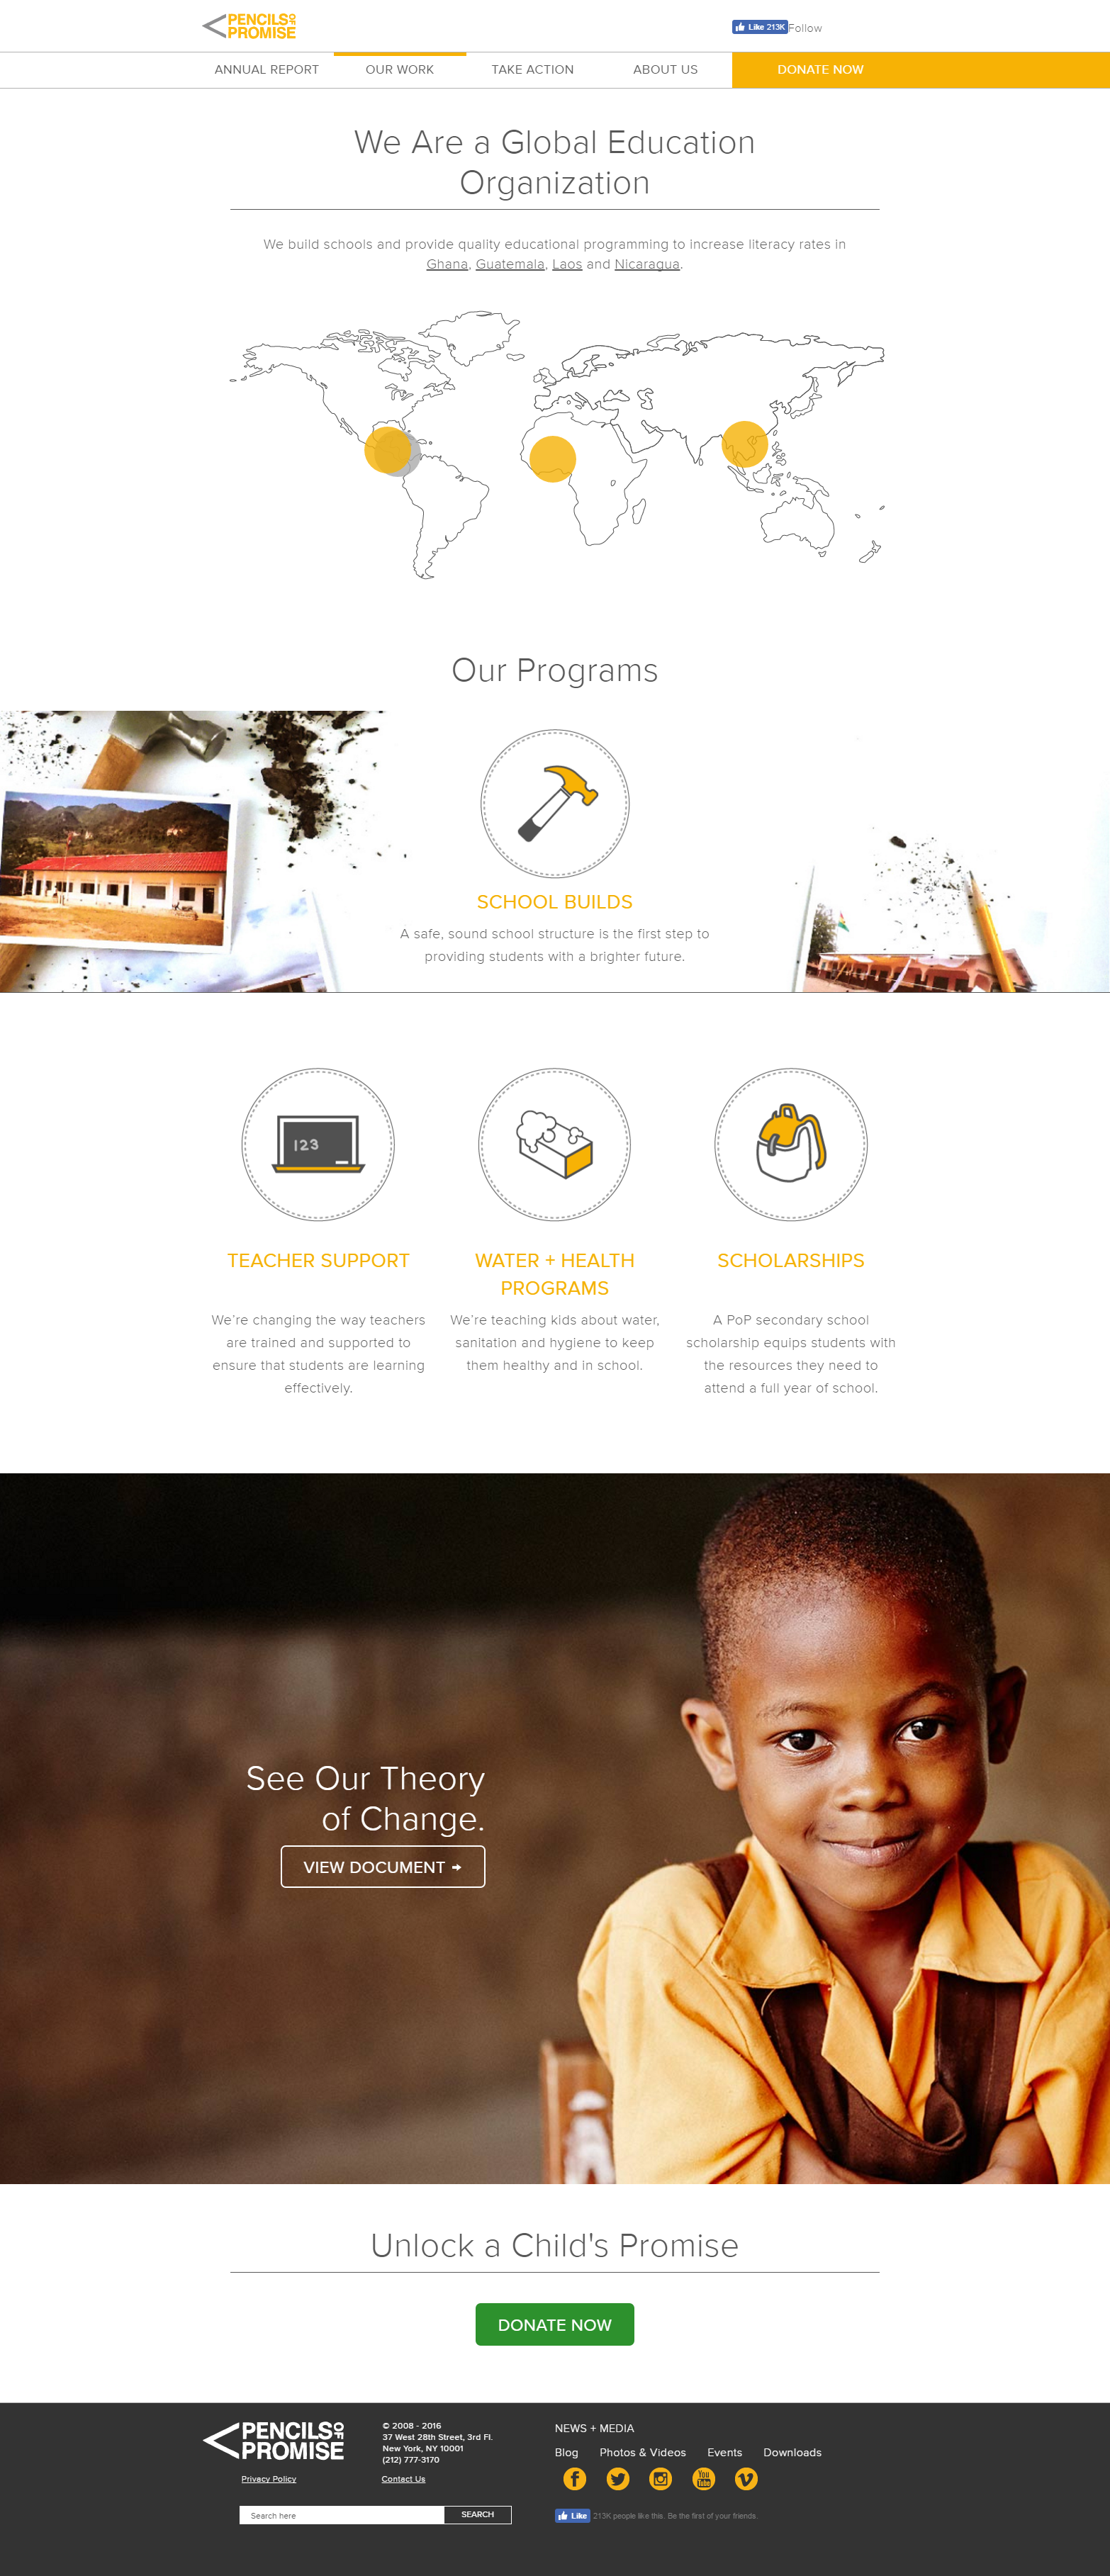 PENCILS OF PROMISE
Like 213K Follow
ANNUAL REPORT OUR WORK TAKE ACTION ABOUT US DONATE NOW
We Are a Global Education
Organization
We build schools and provide quality educational programming to increase literacy rates in
Ghana, Guatemala, Laos and Nicaragua.
Our Programs
SCHOOL BUILDS
A safe, sound school structure is the first step to
providing students with a brighter future.
123
TEACHER SUPPORT
We're changing the way teachers
are trained and supported to
ensure that students are learning
effectively.
WATER + HEALTH
PROGRAMS
We're teaching kids about water,
sanitation and hygiene to keep
them healthy and in school.
SCHOLARSHIPS
A PoP secondary school
scholarship equips students with
the resources they need to
attend a full year of school.
See Our Theory
of Change.
VIEW DOCUMENT
Unlock a Child's Promise
DONATE NOW
PENCILS OF PROMISE
© 2008 - 2016
37 West 28th Street, 3rd Fl.
New York, NY 10001
(212) 777-3170
Privacy Policy Contact Us
Search here SEARCH
NEWS + MEDIA
Blog Photos & Videos Events Downloads
You Tube
Like 213K people like this. Be the first of your friends.